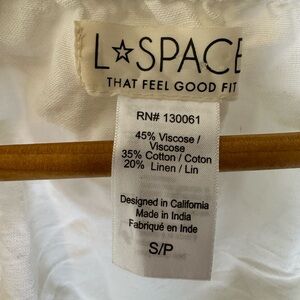 L☆SPACE
THAT FEEL GOOD FIT
RN# 130061
45% Viscose /
Viscose
35% Cotton / Coton
20% Linen / Lin
Designed in California
Made in India
Fabriqué en Inde
S/P